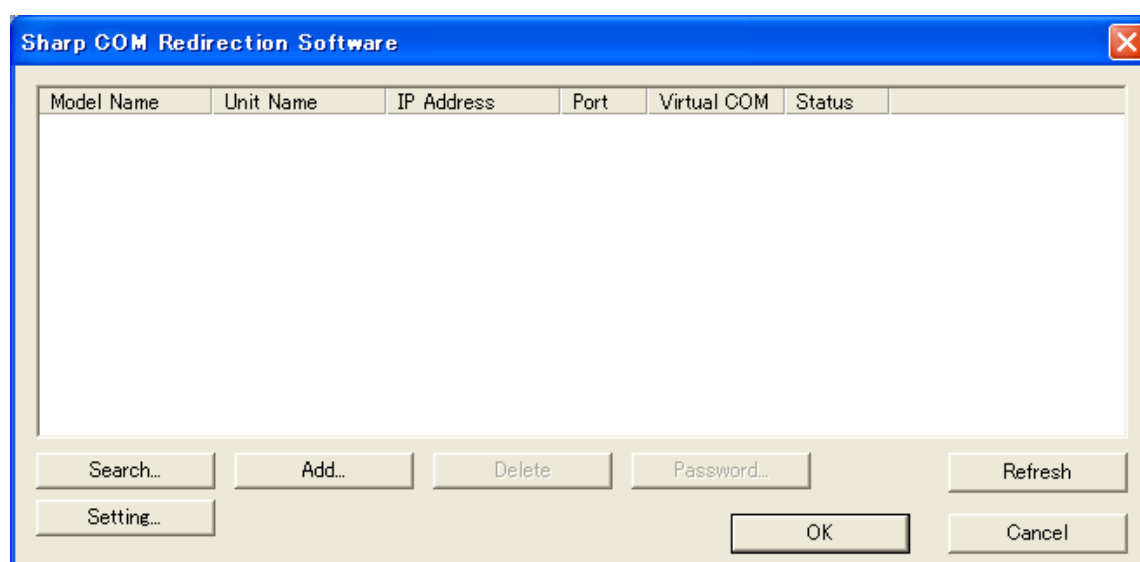 Sharp COM Redirection Software
Model Name Unit Name IP Address Port Virtual COM Status
Search... Add... Delete Password... Refresh
Setting... OK Cancel